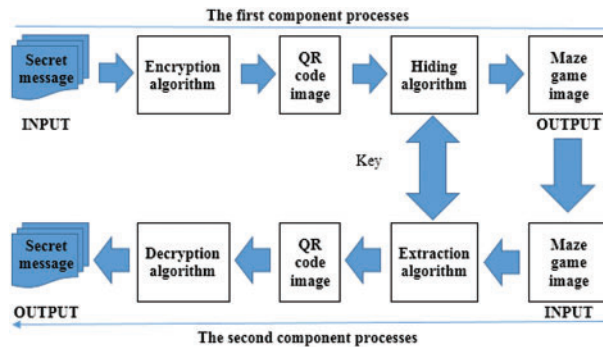 The first component processes
Secret
message
INPUT
Encryption
algorithm
QR
code
image
Hiding
algorithm
Maze
game
image
OUTPUT
Key
Secret
message
OUTPUT
Decryption
algorithm
QR
code
image
Extraction
algorithm
Maze
game
image
INPUT
The second component processes